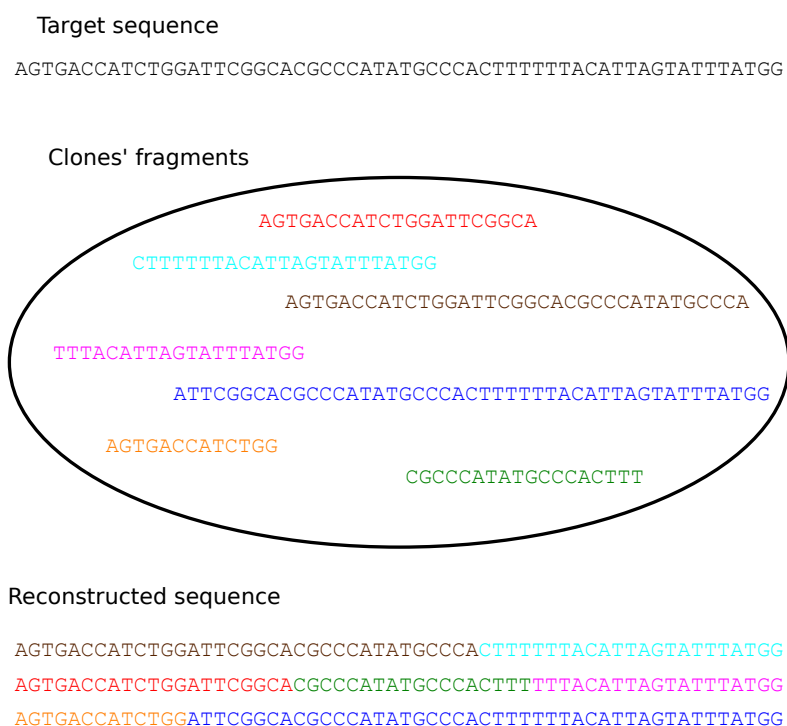 Target sequence
AGTGACCATCTGGATTCGGCACGCCCATATGCCCACTTTTTTACATTAGTATTTATGG
Clones' fragments
AGTGACCATCTGGATTCGGCA
CTTTTTTACATTAGTATTTATGG
AGTGACCATCTGGATTCGGCACGCCCATATGCCCA
TTTACATTAGTATTTATGG
ATTCGGCACGCCCATATGCCCACTTTTTTACATTAGTATTTATGG
AGTGACCATCTGG
CGCCCATATGCCCACTTT
Reconstructed sequence
AGTGACCATCTGGATTCGGCACGCCCATATGCCCACTTTTTTACATTAGTATTTATGG
AGTGACCATCTGGATTCGGCACGCCCATATGCCCACTTTTTTACATTAGTATTTATGG
AGTGACCATCTGGATTCGGCACGCCCATATGCCCACTTTTTTACATTAGTATTTATGG